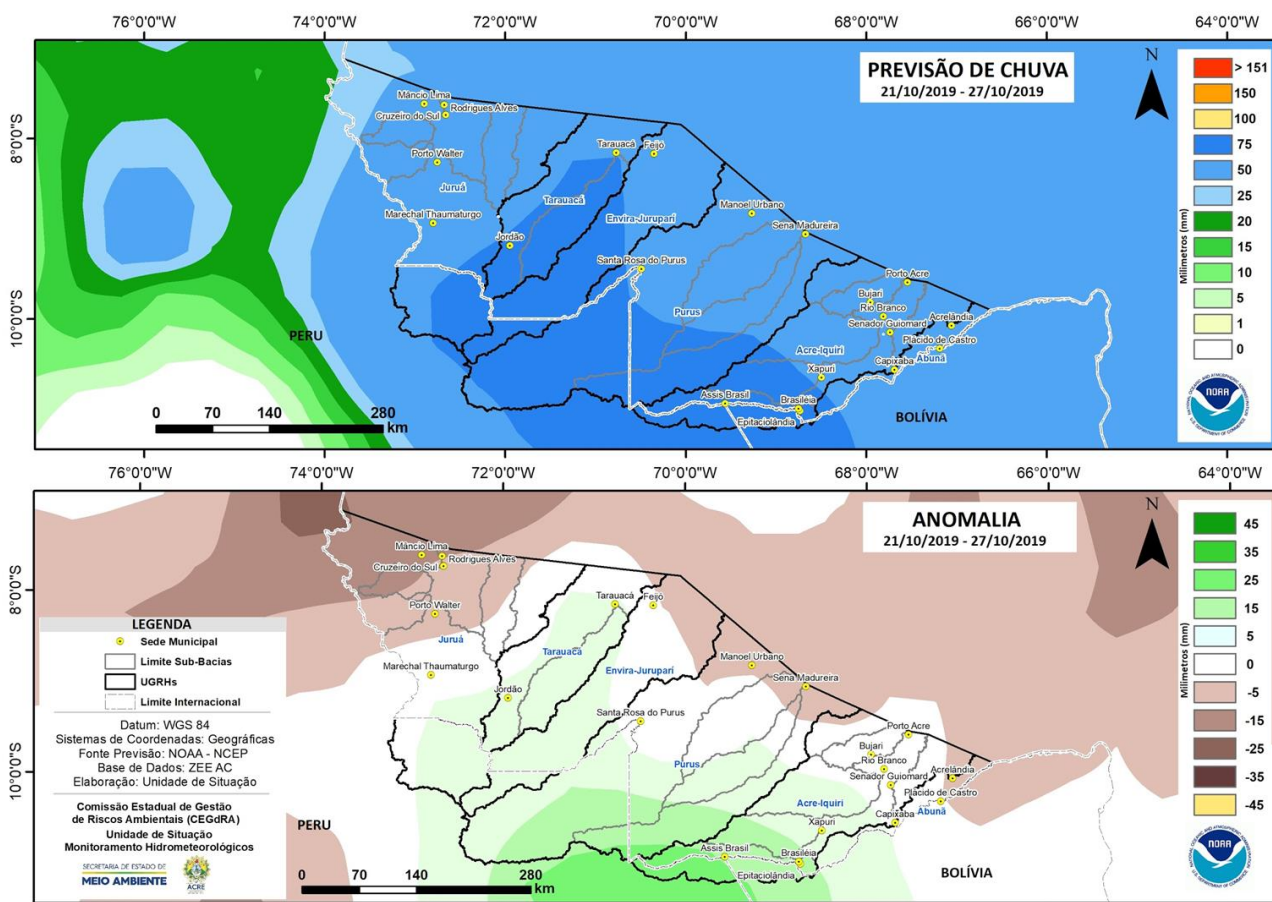 76°0'0"W 74°0'0"W 72°0'0"W 70°0'0"W 68°0'0"W 66°0'0"W 64°0'0"W
PREVISÃO DE CHUVA
21/10/2019 - 27/10/2019
N
> 151
150
100
75
50
25
20
15
10
5
1
0
Milímetros (mm)
NOAA
8°0'0"S
10°0'0"S
Mâncio Lima
Rodrigues Alves
Cruzeiro do Sul
Porto Walter
Juruá
Marechal Thaumaturgo
Tarauacá
Feijó
Tarauacá
Jordão
Envira-Jurupari
Santa Rosa do Purus
Manoel Urbano
Sena Madureira
Purus
Porto Acre
Bujari
Rio Branco
Senador Guiomard
Acrelândia
Plácido de Castro
Acre-Iquiri
Capixaba
Abunã
Xapuri
Assis Brasil
Brasiléia
Epitaciolândia
PERU
BOLÍVIA
0 70 140 280
km
76°0'0"W 74°0'0"W 72°0'0"W 70°0'0"W 68°0'0"W 66°0'0"W 64°0'0"W
ANOMALIA
21/10/2019 - 27/10/2019
N
45
35
25
15
5
0
-5
-15
-25
-35
-45
Milímetros (mm)
NOAA
8°0'0"S
10°0'0"S
Mâncio Lima
Rodrigues Alves
Cruzeiro do Sul
Porto Walter
Juruá
Marechal Thaumaturgo
Tarauacá
Feijó
Tarauacá
Jordão
Envira-Jurupari
Santa Rosa do Purus
Manoel Urbano
Sena Madureira
Purus
Porto Acre
Bujari
Rio Branco
Senador Guiomard
Acrelândia
Plácido de Castro
Acre-Iquiri
Capixaba
Abunã
Xapuri
Assis Brasil
Brasiléia
Epitaciolândia
PERU
BOLÍVIA
0 70 140 280
km
LEGENDA
Sede Municipal
Limite Sub-Bacias
UGRHs
Limite Internacional
Datum: WGS 84
Sistemas de Coordenadas: Geográficas
Fonte Previsão: NOAA - NCEP
Base de Dados: ZEE AC
Elaboração: Unidade de Situação
Comissão Estadual de Gestão
de Riscos Ambientais (CEGdRA)
Unidade de Situação
Monitoramento Hidrometeorológicos
SECRETARIA DE ESTADO DE
MEIO AMBIENTE
ACRE